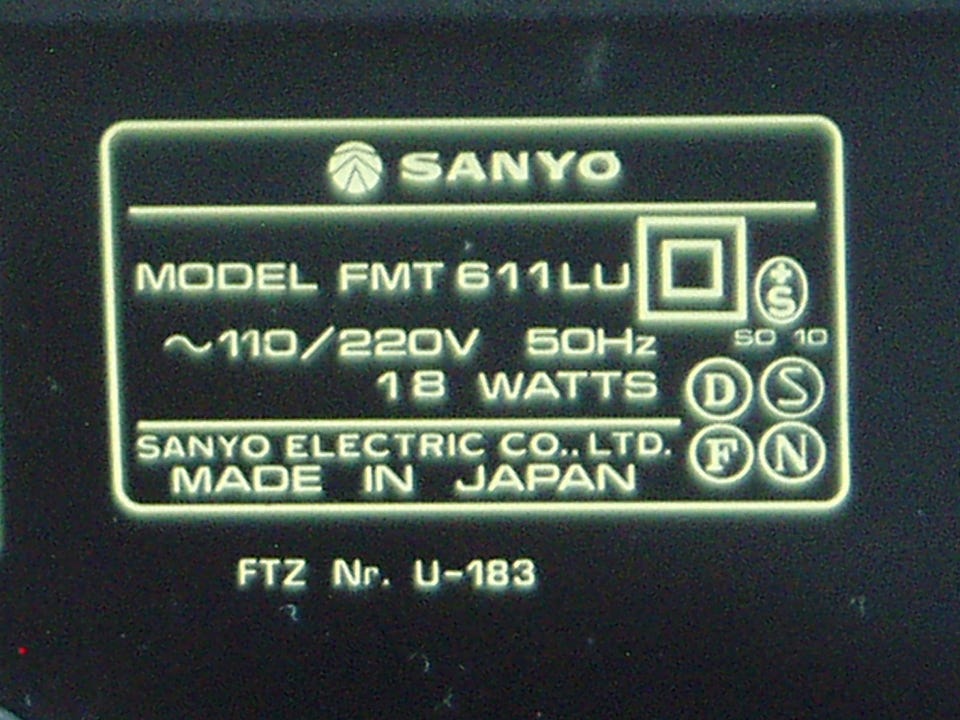 SANYO
MODEL FMT 611LU
+S
~110/220V 50Hz
SO 10
18 WATTS
D S
SANYO ELECTRIC CO.,LTD.
F N
MADE IN JAPAN
FTZ Nr. U-183